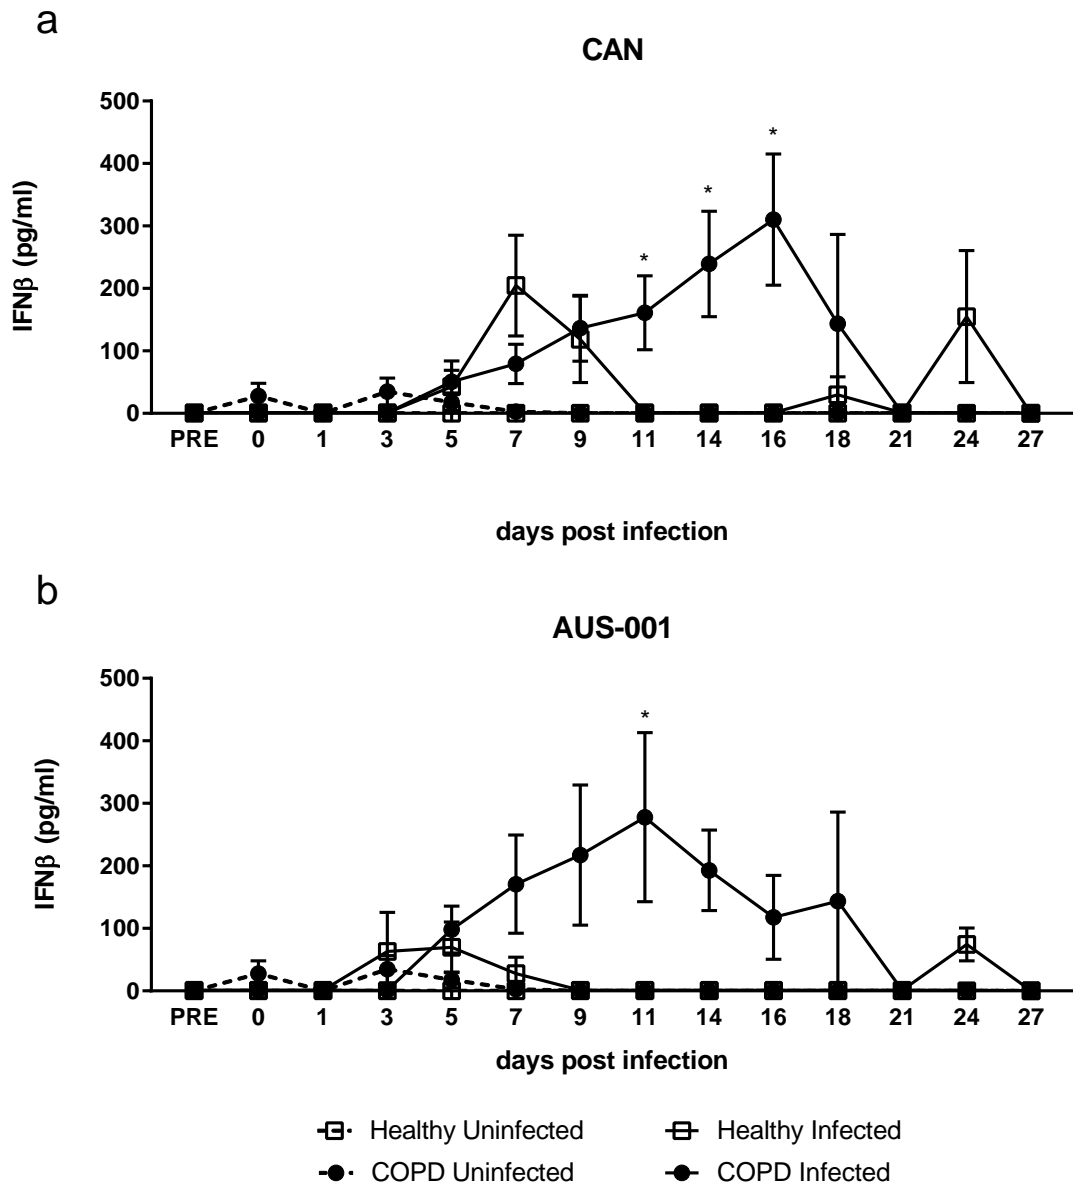 a
CAN
500
400
300
200
100
0
IFNβ (pg/ml)
*
*
*
PRE 0 1 3 5 7 9 11 14 16 18 21 24 27
days post infection
b
AUS-001
500
400
300
200
100
0
IFNβ (pg/ml)
*
PRE 0 1 3 5 7 9 11 14 16 18 21 24 27
days post infection
Healthy Uninfected Healthy Infected
COPD Uninfected COPD Infected